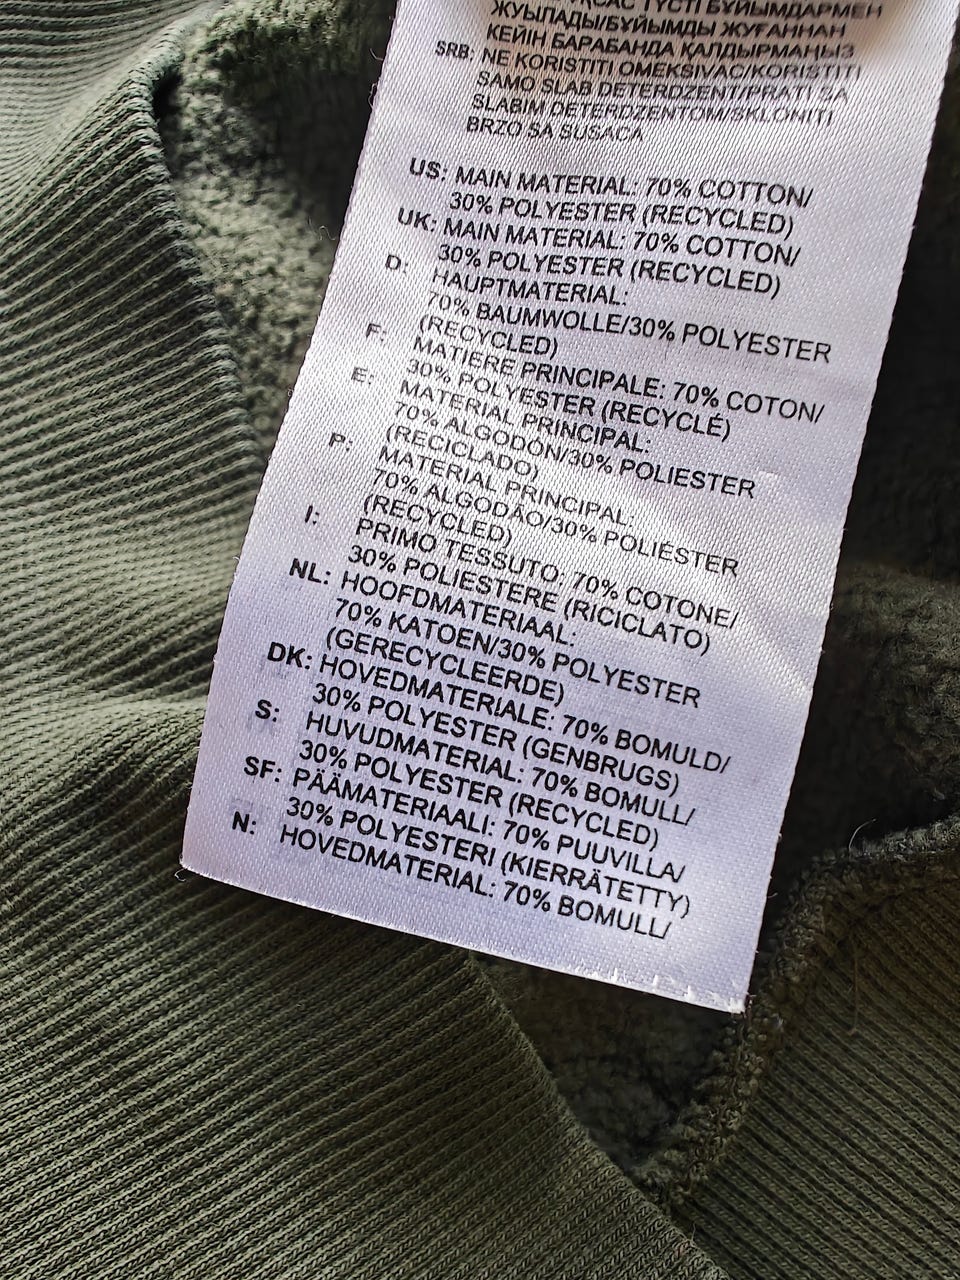 ТҮСТІ БҰЙЫМДАРМЕН
ЖУЫЛАДЫ/БҰЙЫМДЫ ЖУҒАННАН
КЕЙІН БАРАБАНДА ҚАЛДЫРМАҢЫЗ
SRB: NE KORISTITI OMEKSIVAC/KORISTITI
SAMO SLAB DETERDZENT/PRATI SA
SLABIM DETERDZENTOM/SKLONITI
BRZO SA SUSACA
US: MAIN MATERIAL: 70% COTTON/
30% POLYESTER (RECYCLED)
UK: MAIN MATERIAL: 70% COTTON/
30% POLYESTER (RECYCLED)
D: HAUPTMATERIAL:
70% BAUMWOLLE/30% POLYESTER
(RECYCLED)
F: MATIERE PRINCIPALE: 70% COTON/
30% POLYESTER (RECYCLÉ)
E: MATERIAL PRINCIPAL:
70% ALGODÓN/30% POLIESTER
(RECICLADO)
P: MATERIAL PRINCIPAL:
70% ALGODÃO/30% POLIÉSTER
(RECYCLED)
I: PRIMO TESSUTO: 70% COTONE/
30% POLIESTERE (RICICLATO)
NL: HOOFDMATERIAAL:
70% KATOEN/30% POLYESTER
(GERECYCLEERDE)
DK: HOVEDMATERIALE: 70% BOMULD/
30% POLYESTER (GENBRUGS)
S: HUVUDMATERIAL: 70% BOMULL/
30% POLYESTER (RECYCLED)
SF: PÄÄMATERIAALI: 70% PUUVILLA/
30% POLYESTERI (KIERRÄTETTY)
N: HOVEDMATERIAL: 70% BOMULL/